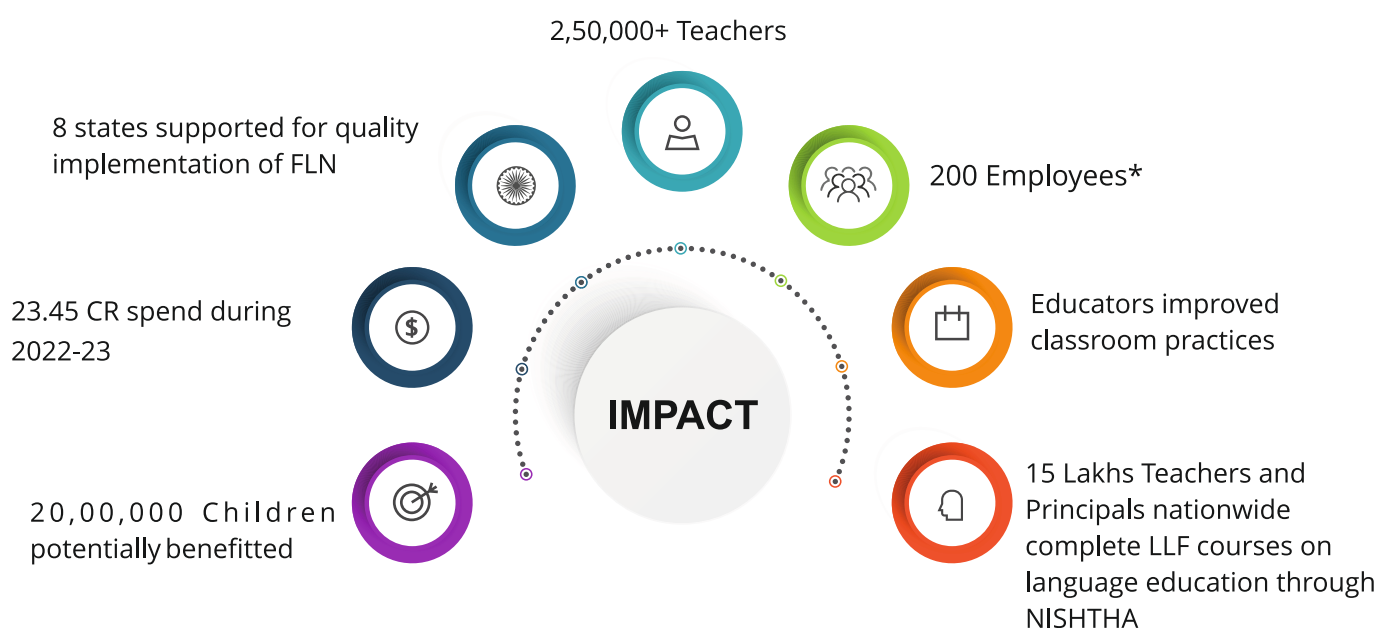 2,50,000+ Teachers
8 states supported for quality
implementation of FLN
200 Employees*
23.45 CR spend during
2022-23
$
Educators improved
classroom practices
IMPACT
20,00,000 Children
potentially benefitted
15 Lakhs Teachers and
Principals nationwide
complete LLF courses on
language education through
NISHTHA